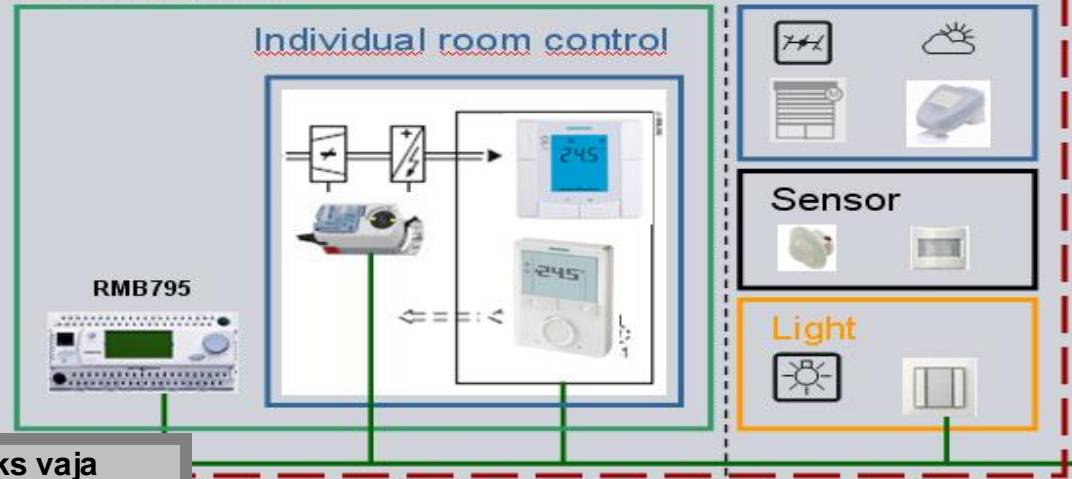 Individual room control
24.5
24.5
RMB795
Sensor
Light
ks vaja